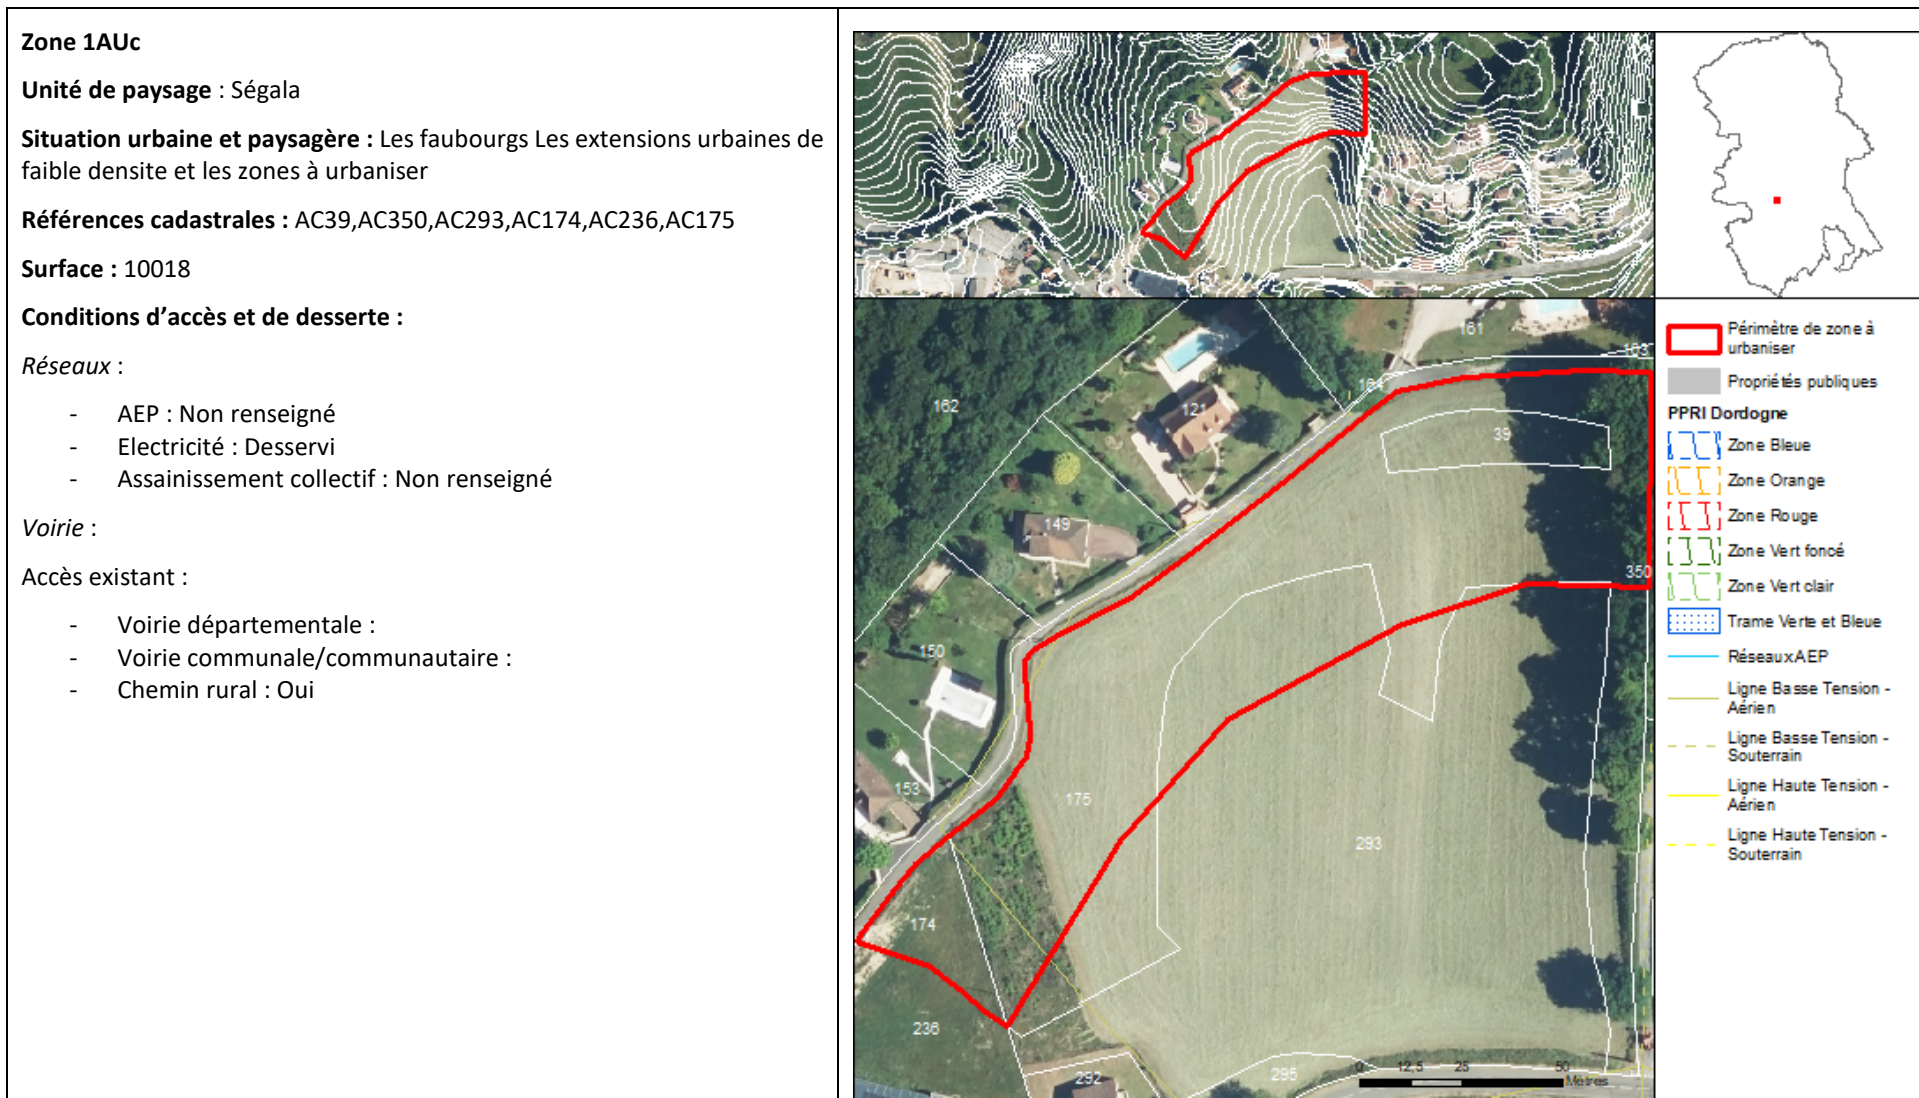 Zone 1AUc
Unité de paysage : Ségala
Situation urbaine et paysagère : Les faubourgs Les extensions urbaines de
faible densite et les zones à urbaniser
Références cadastrales : AC39,AC350,AC293,AC174,AC236,AC175
Surface : 10018
Conditions d’accès et de desserte :
Réseaux :
- AEP : Non renseigné
- Electricité : Desservi
- Assainissement collectif : Non renseigné
Voirie :
Accès existant :
- Voirie départementale :
- Voirie communale/communautaire :
- Chemin rural : Oui
161
163
164
162
121
39
149
350
150
153
175
293
174
236
292
295
0 12,5 25 50
Mètres
Périmètre de zone à
urbaniser
Propriétés publiques
PPRI Dordogne
Zone Bleue
Zone Orange
Zone Rouge
Zone Vert foncé
Zone Vert clair
Trame Verte et Bleue
Réseaux AEP
Ligne Basse Tension -
Aérien
Ligne Basse Tension -
Souterrain
Ligne Haute Tension -
Aérien
Ligne Haute Tension -
Souterrain